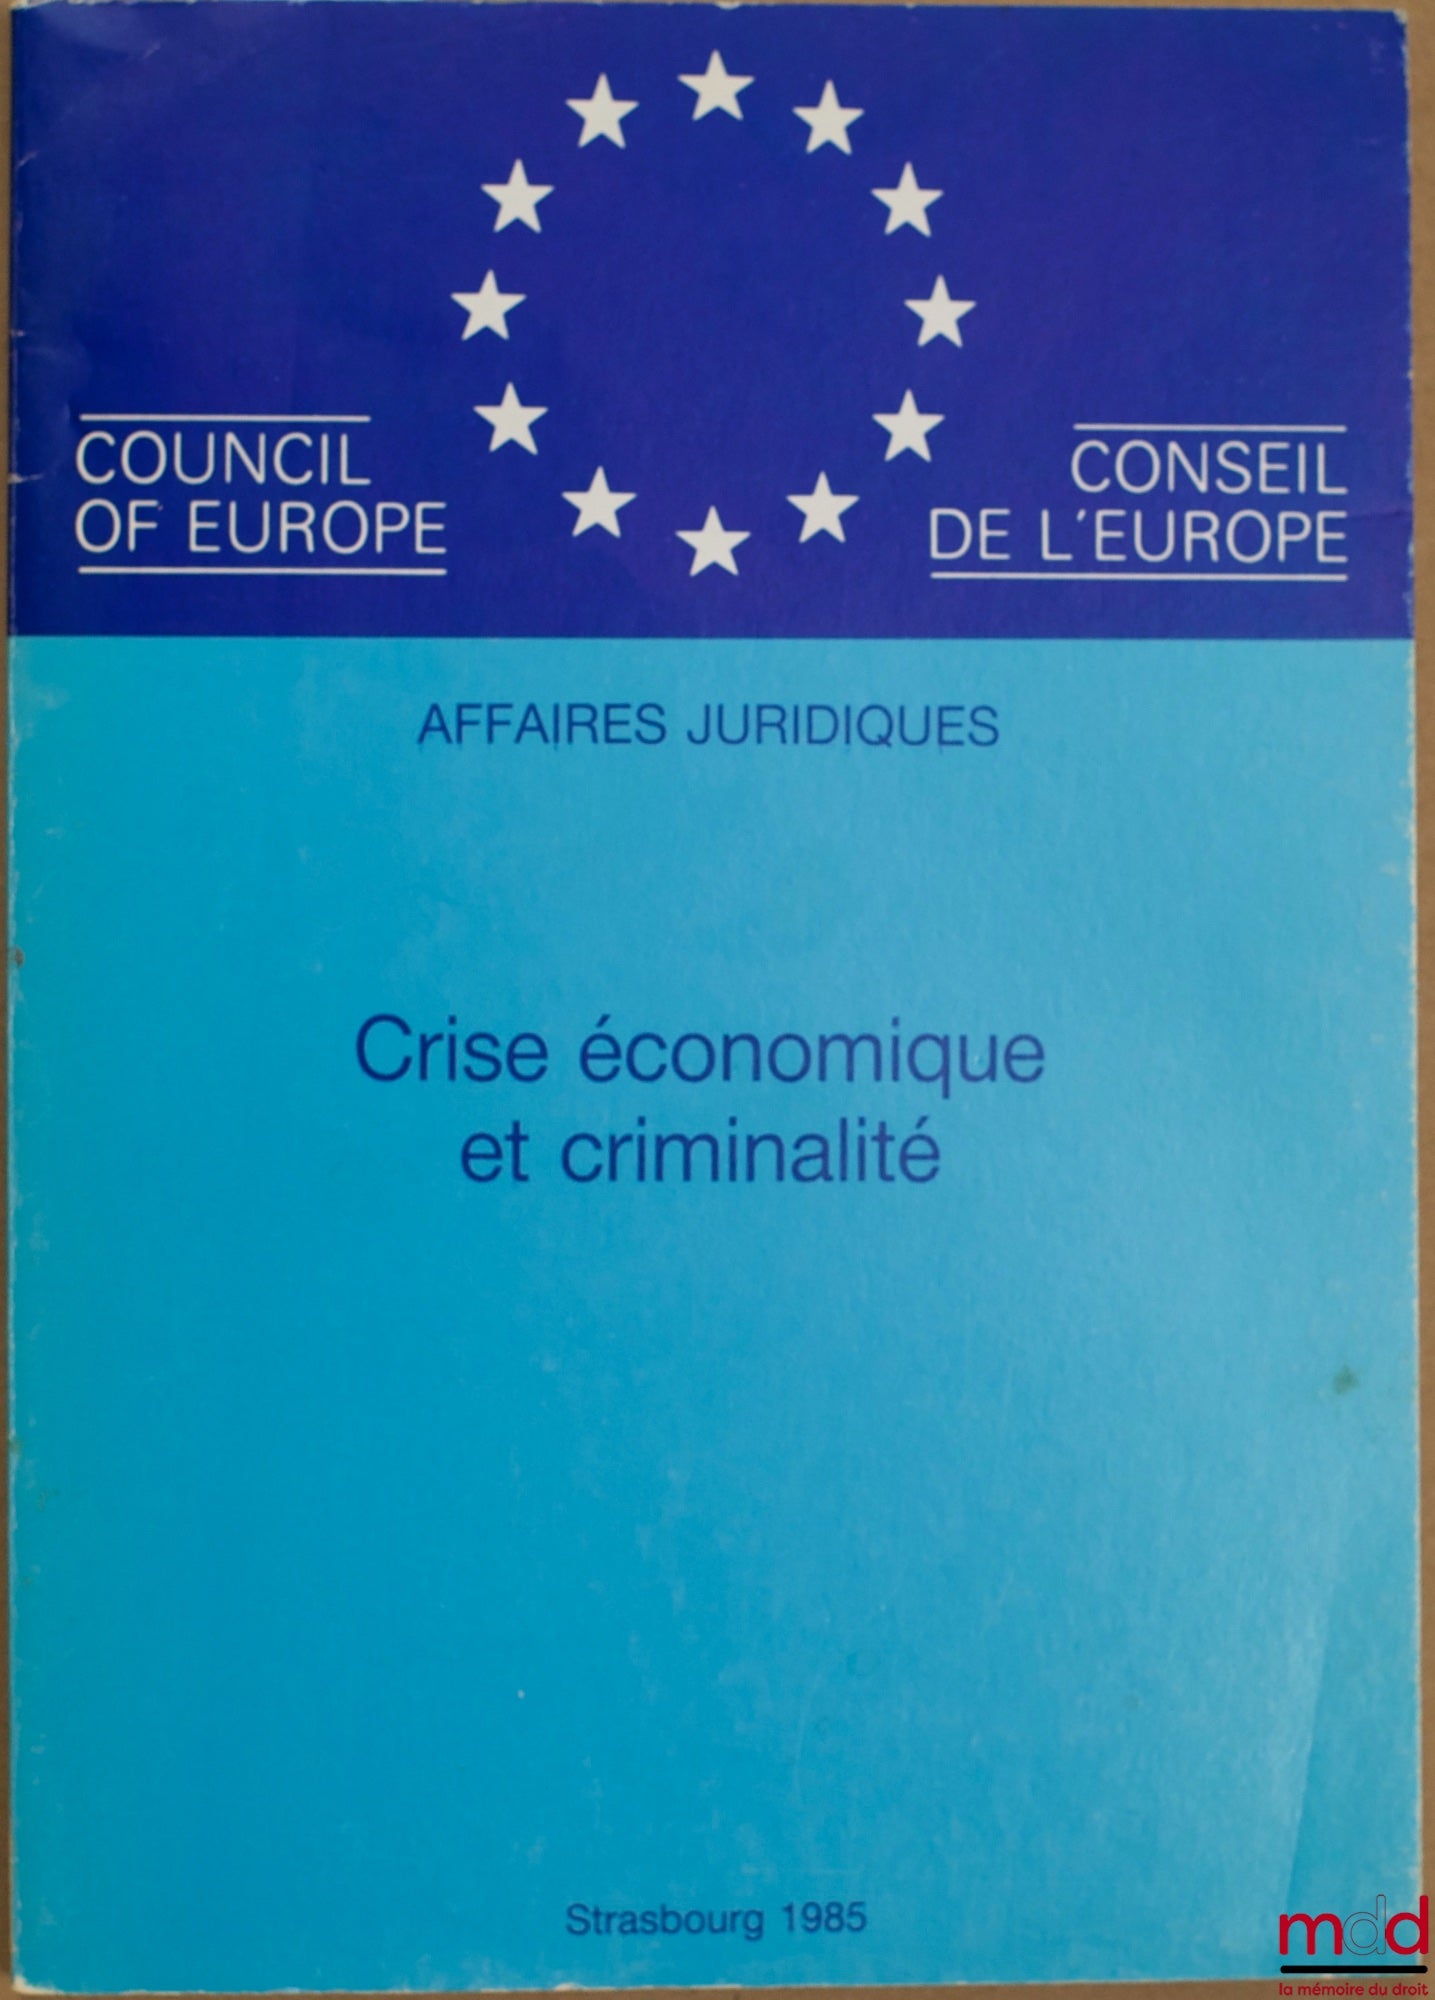 COUNCIL
OF EUROPE
CONSEIL
DE L'EUROPE
AFFAIRES JURIDIQUES
Crise économique
et criminalité
Strasbourg 1985
mdd
la mémoire du droit